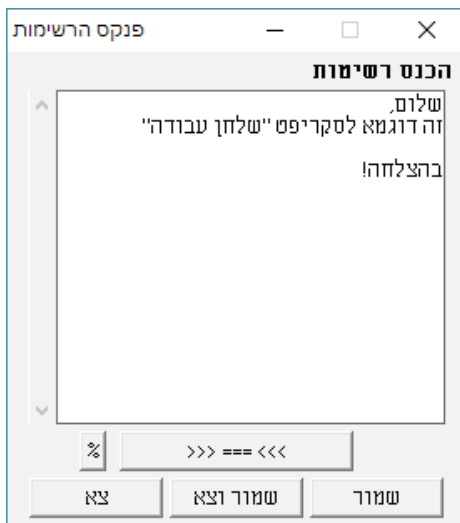 פנקס הרשימות
הכנס רשימות
שלום,
זה דוגמא לסקריפט "שלחן עבודה"
בהצלחה!
>>> === <<<
%
שמור
שמור וצא
צא